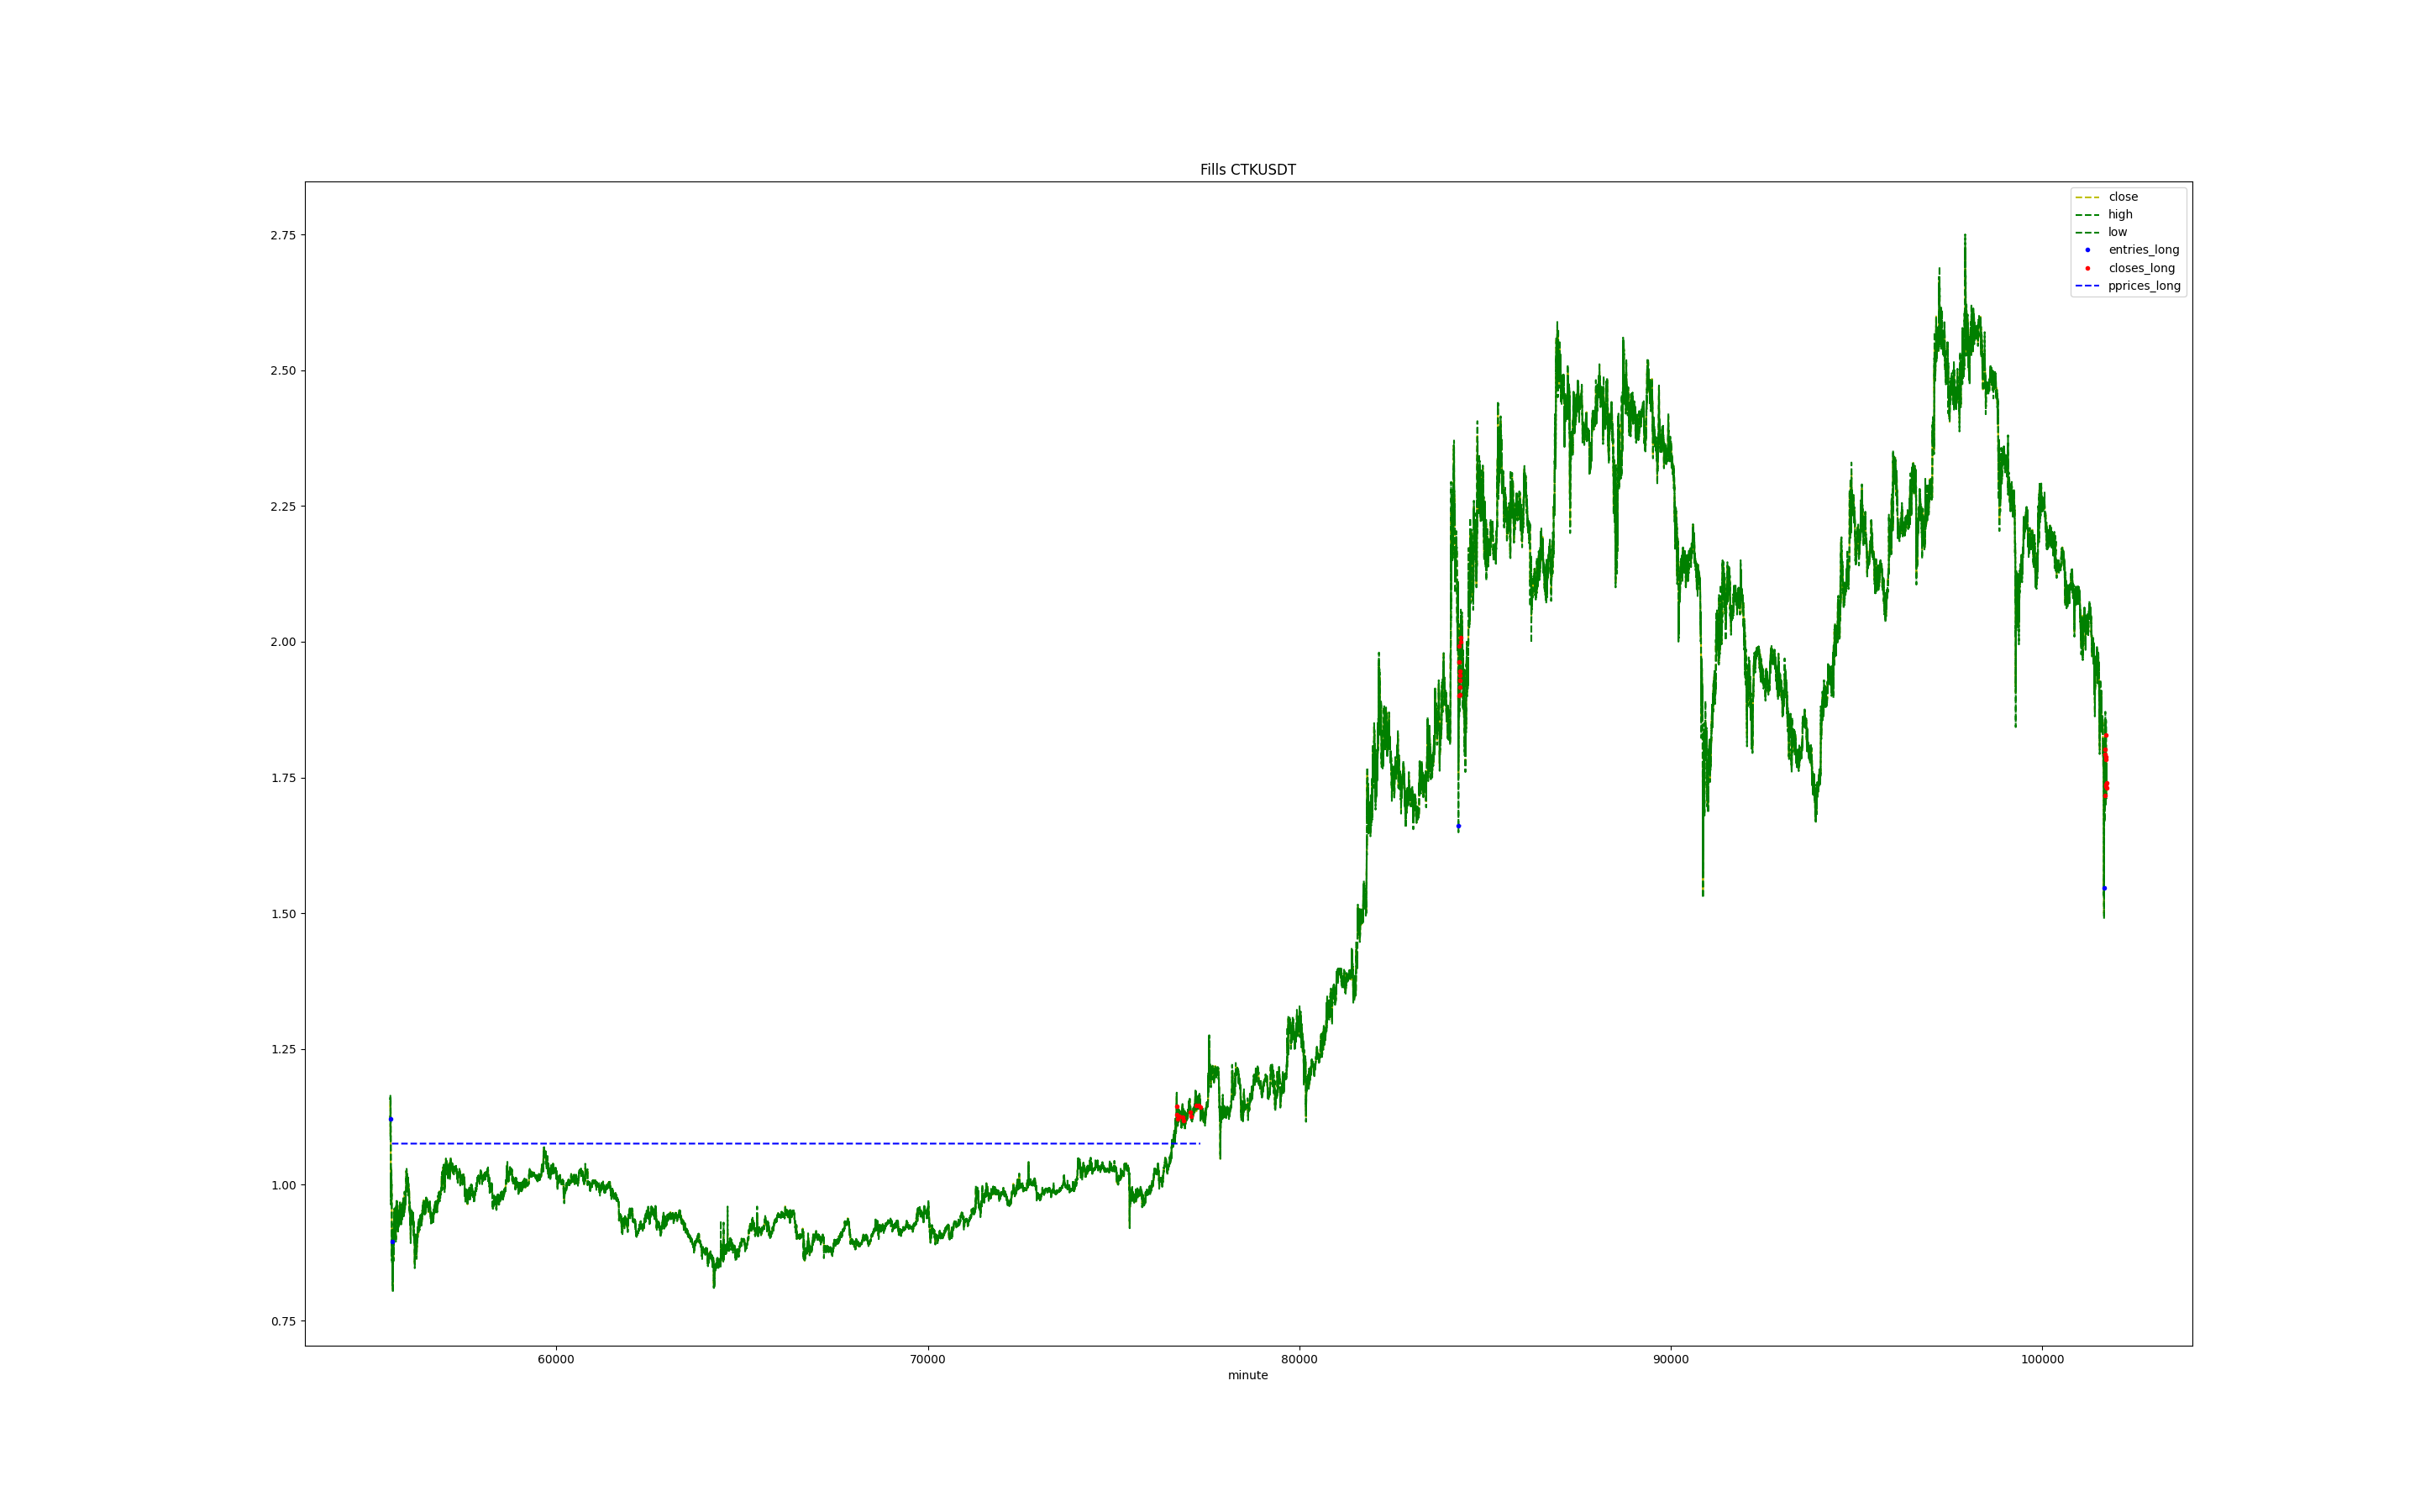 Fills CTKUSDT
close
high
low
entries_long
closes_long
pprices_long
2.75
2.50
2.25
2.00
1.75
1.50
1.25
1.00
0.75
60000
70000
80000
90000
100000
minute